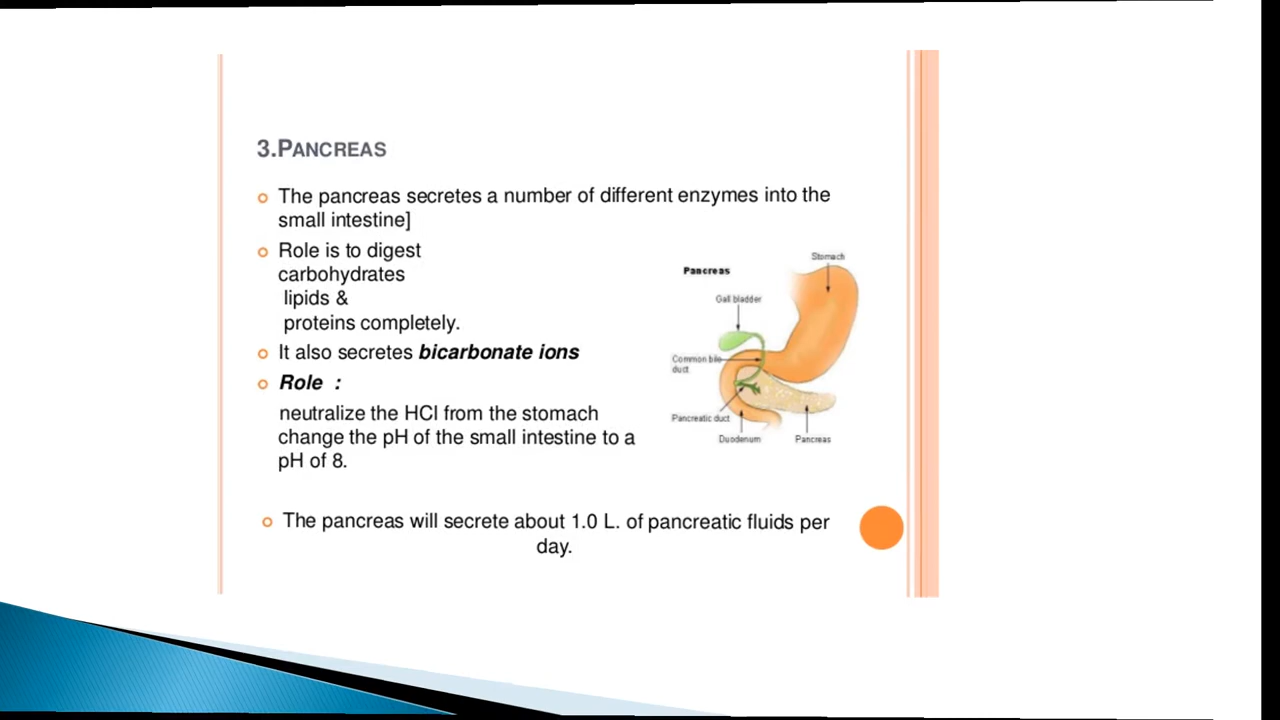 3.PANCREAS
The pancreas secretes a number of different enzymes into the
small intestine]
Role is to digest
carbohydrates
lipids &
proteins completely.
It also secretes bicarbonate ions
Role :
neutralize the HCl from the stomach
change the pH of the small intestine to a
pH of 8.
The pancreas will secrete about 1.0 L. of pancreatic fluids per
day.
Pancreas
Stomach
Gall bladder
Common bile
duct
Pancreatic duct
Duodenum
Pancreas